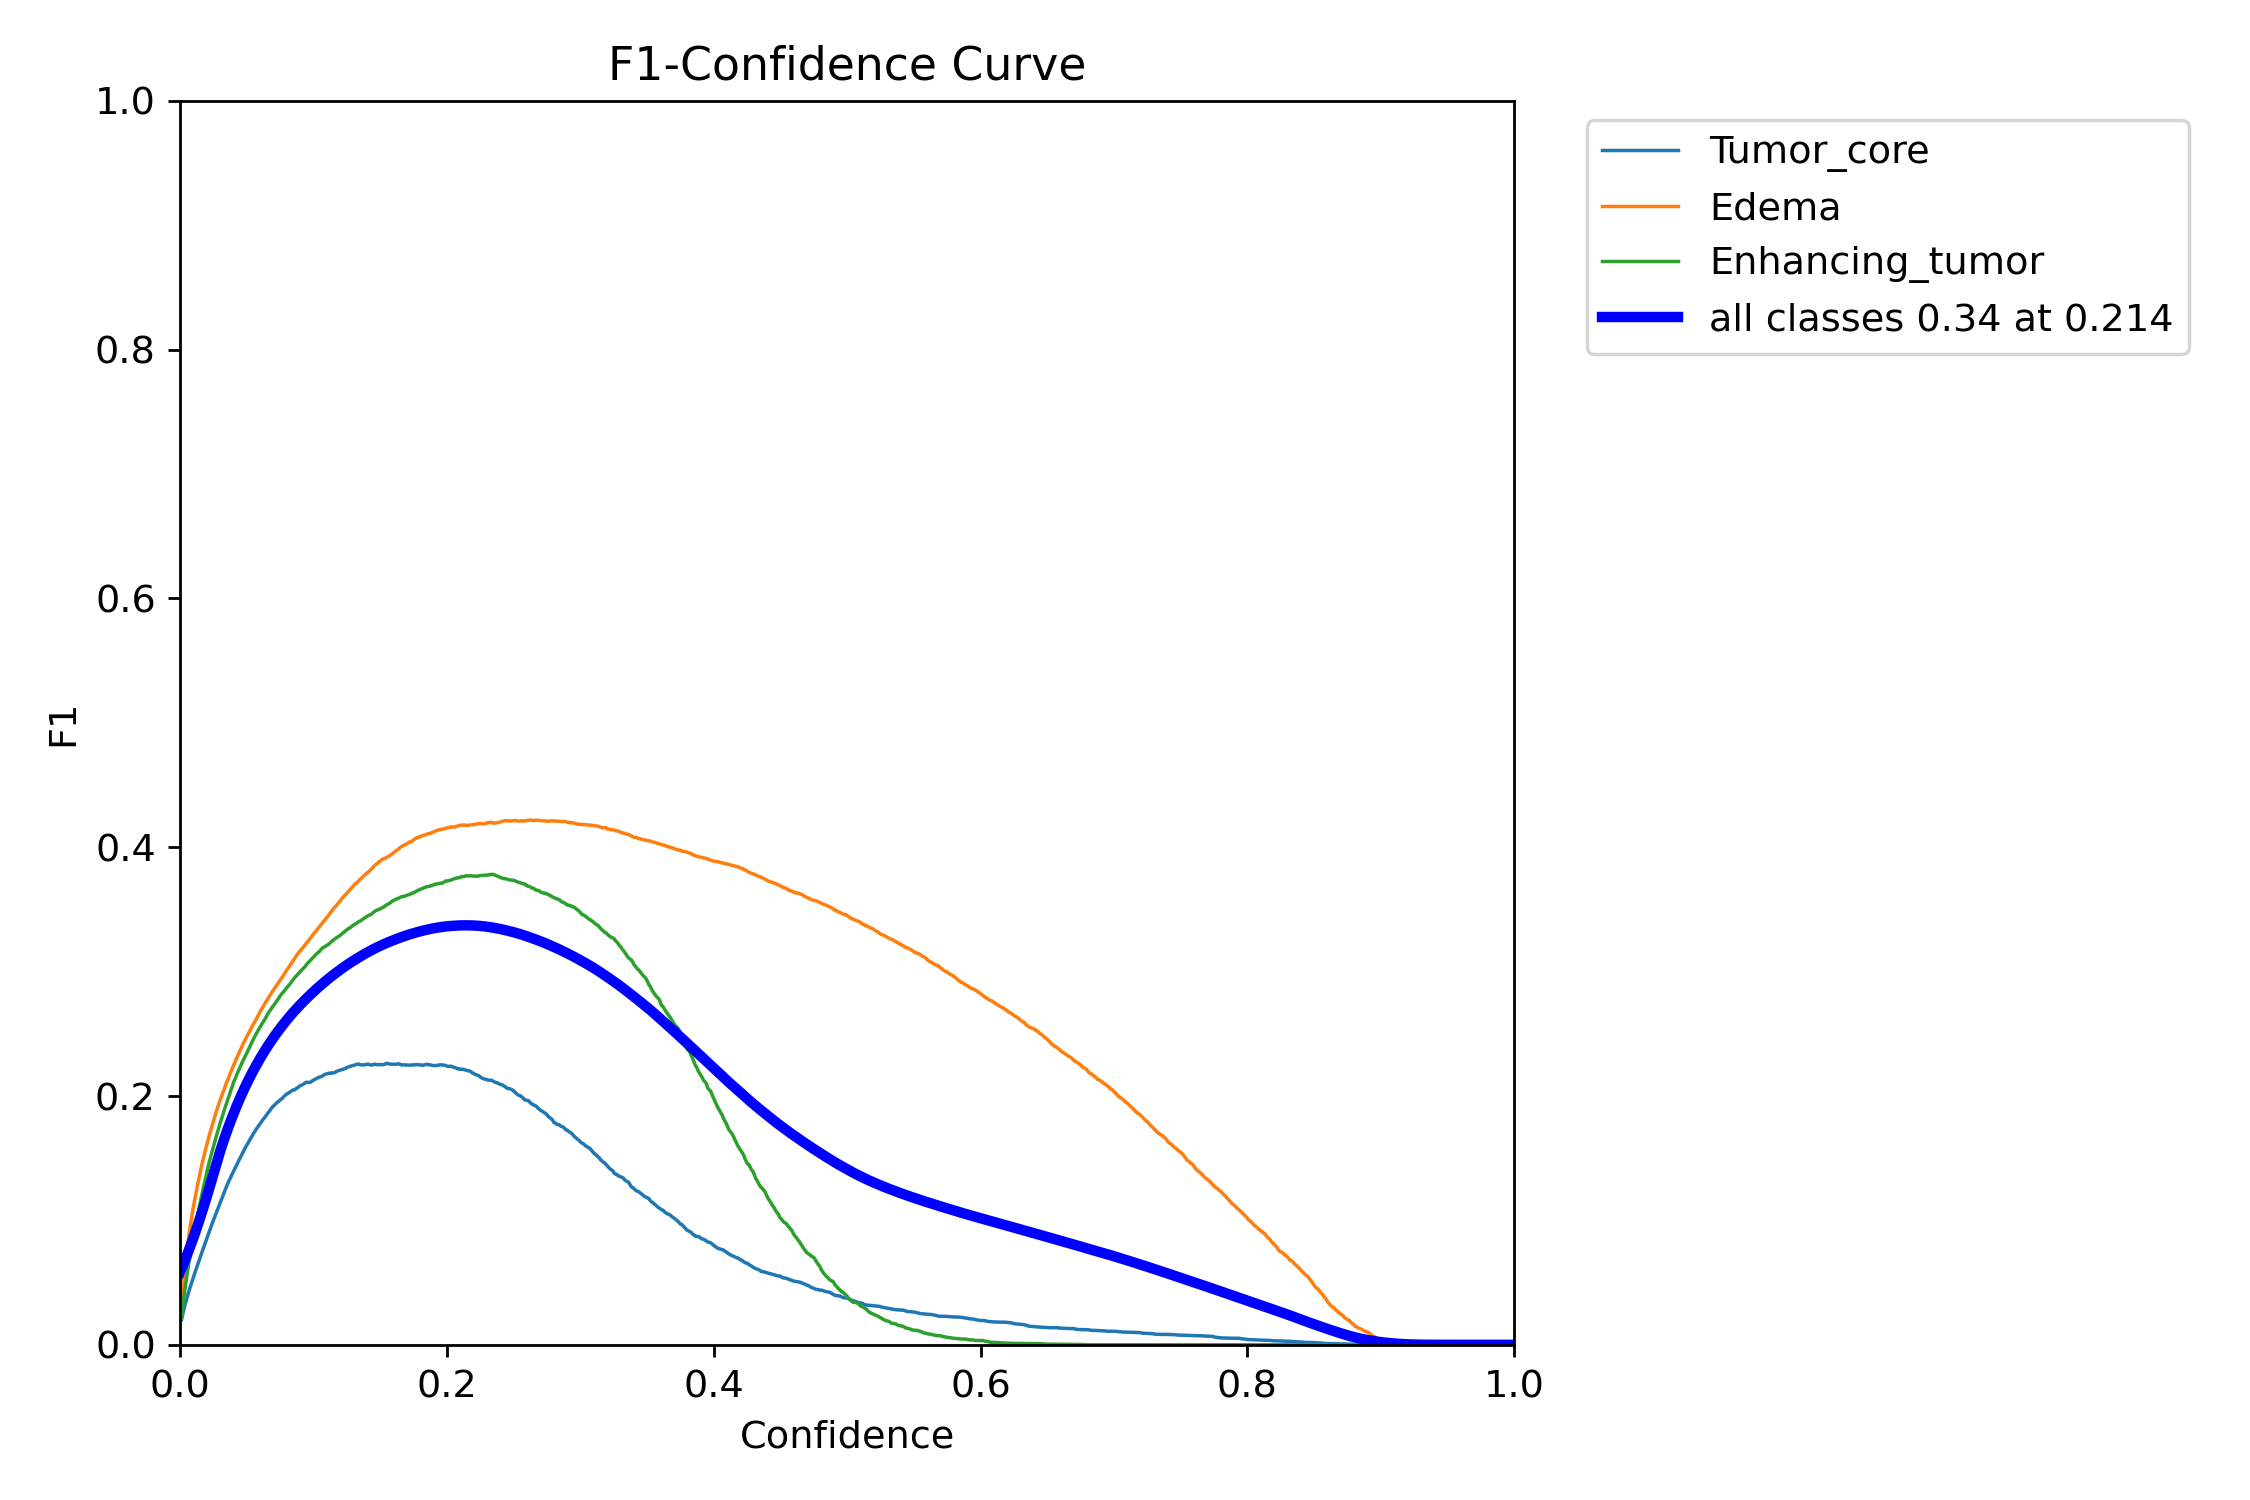 F1-Confidence Curve
1.0
0.8
0.6
0.4
0.2
0.0
F1
0.0 0.2 0.4 0.6 0.8 1.0
Confidence
Tumor_core
Edema
Enhancing_tumor
all classes 0.34 at 0.214